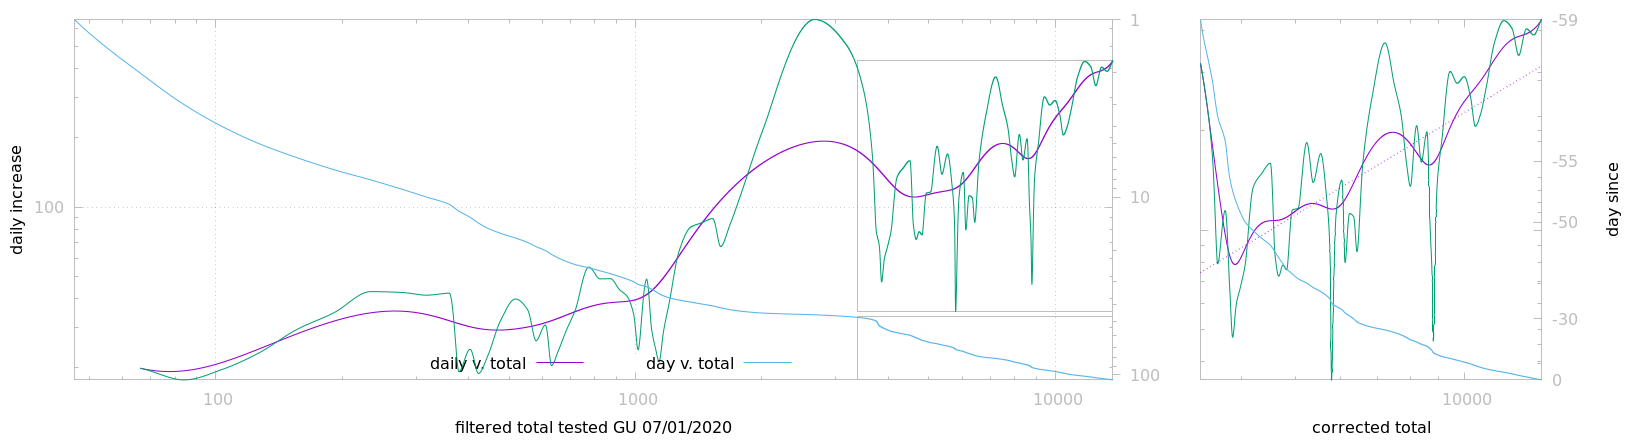 daily increase
100
daily v. total
day v. total
100
1000
10000
filtered total tested GU 07/01/2020
1
10
100
-59
-55
-50
-30
0
day since
10000
corrected total